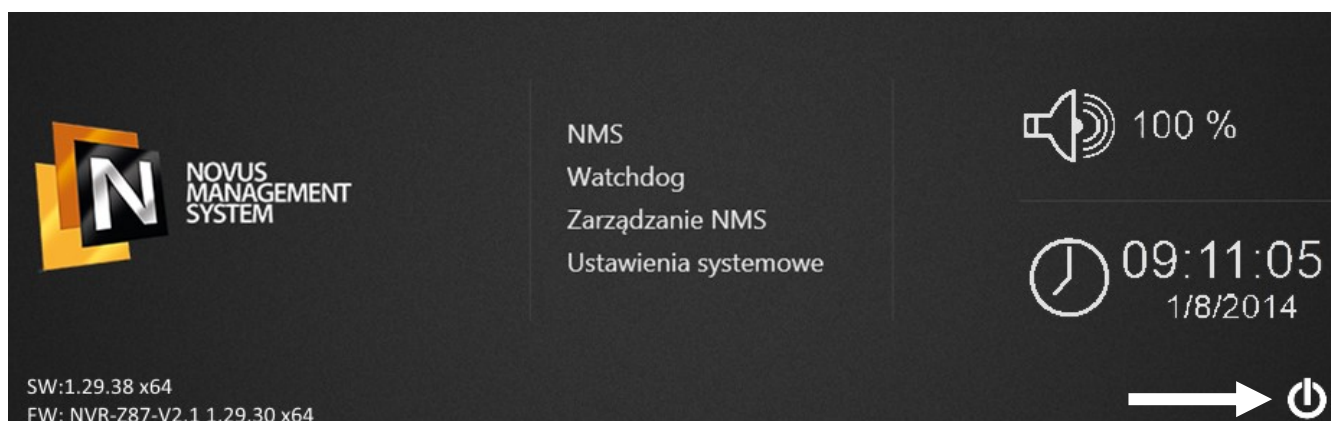 N
NOVUS
MANAGEMENT
SYSTEM
NMS
Watchdog
Zarządzanie NMS
Ustawienia systemowe
100 %
09:11:05
1/8/2014
SW:1.29.38 x64
FW: NVR-Z87-V2.1 1.29.30 x64